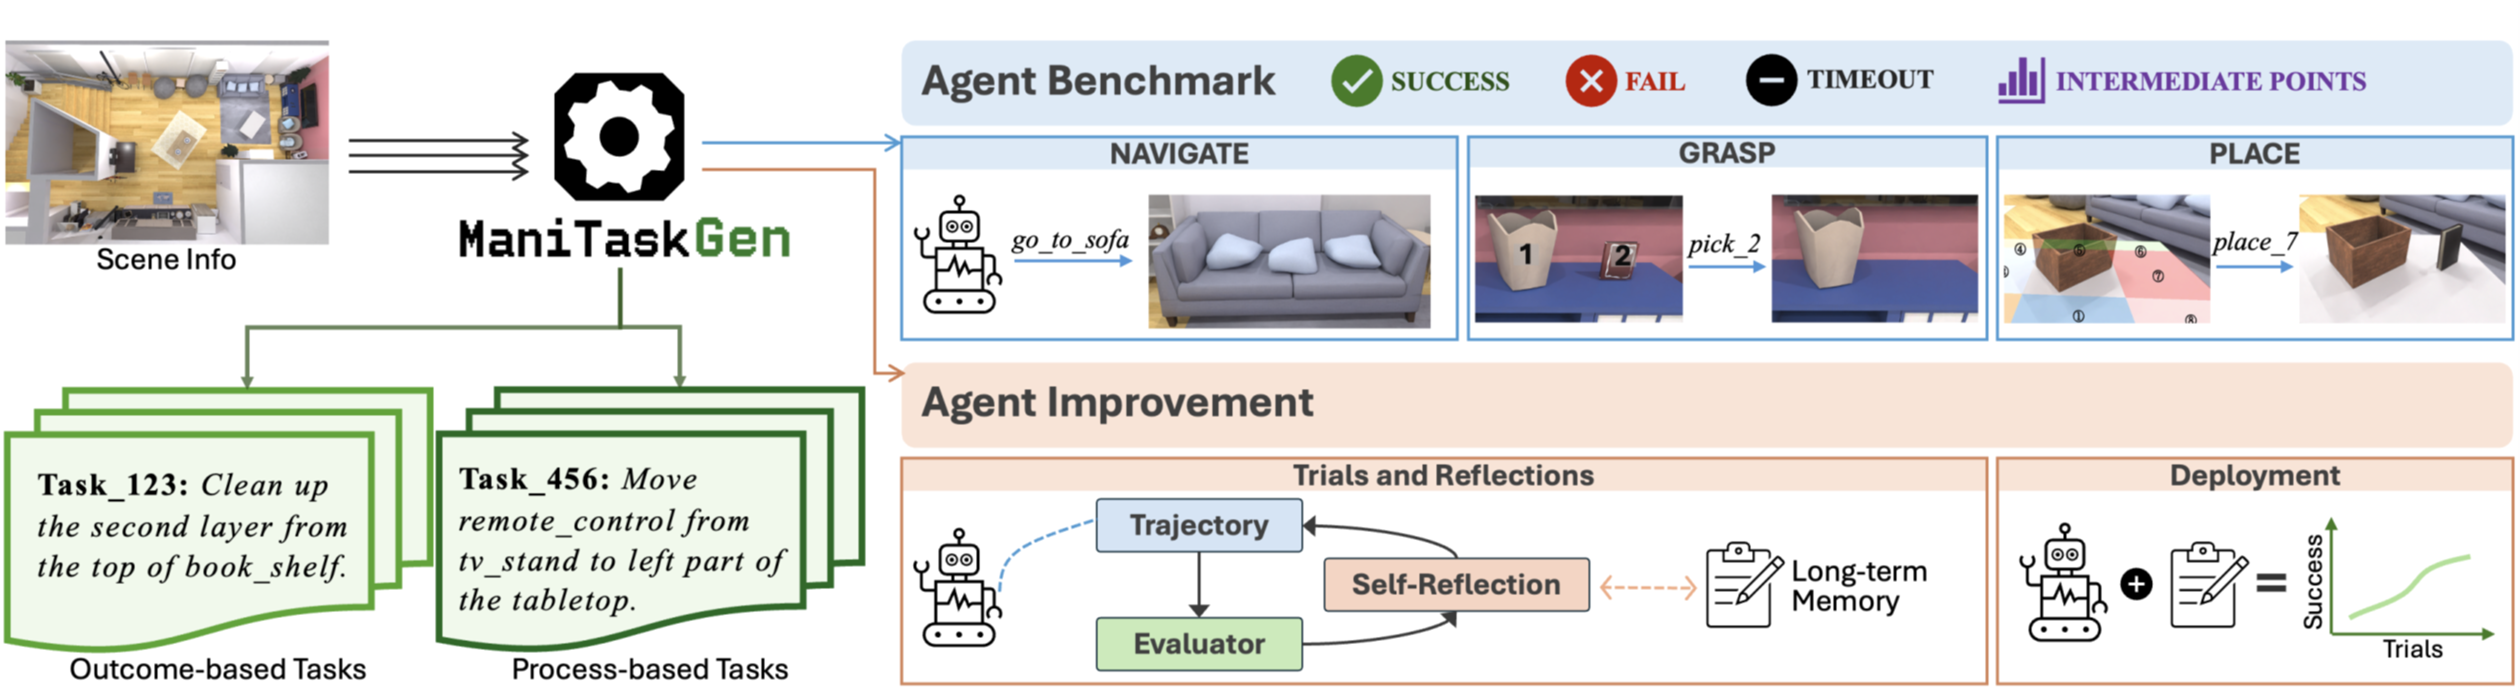 Scene Info
ManiTaskGen
Task_123: Clean up
the second layer from
the top of book_shelf.
Outcome-based Tasks
Task_456: Move
remote_control from
tv_stand to left part of
the tabletop.
Process-based Tasks
Agent Benchmark
SUCCESS
FAIL
TIMEOUT
INTERMEDIATE POINTS
NAVIGATE
go_to_sofa
GRASP
1
2
pick_2
PLACE
④
⑤
⑥
⑦
①
⑧
place_7
Agent Improvement
Trials and Reflections
Trajectory
Self-Reflection
Evaluator
Long-term
Memory
Deployment
Success
Trials